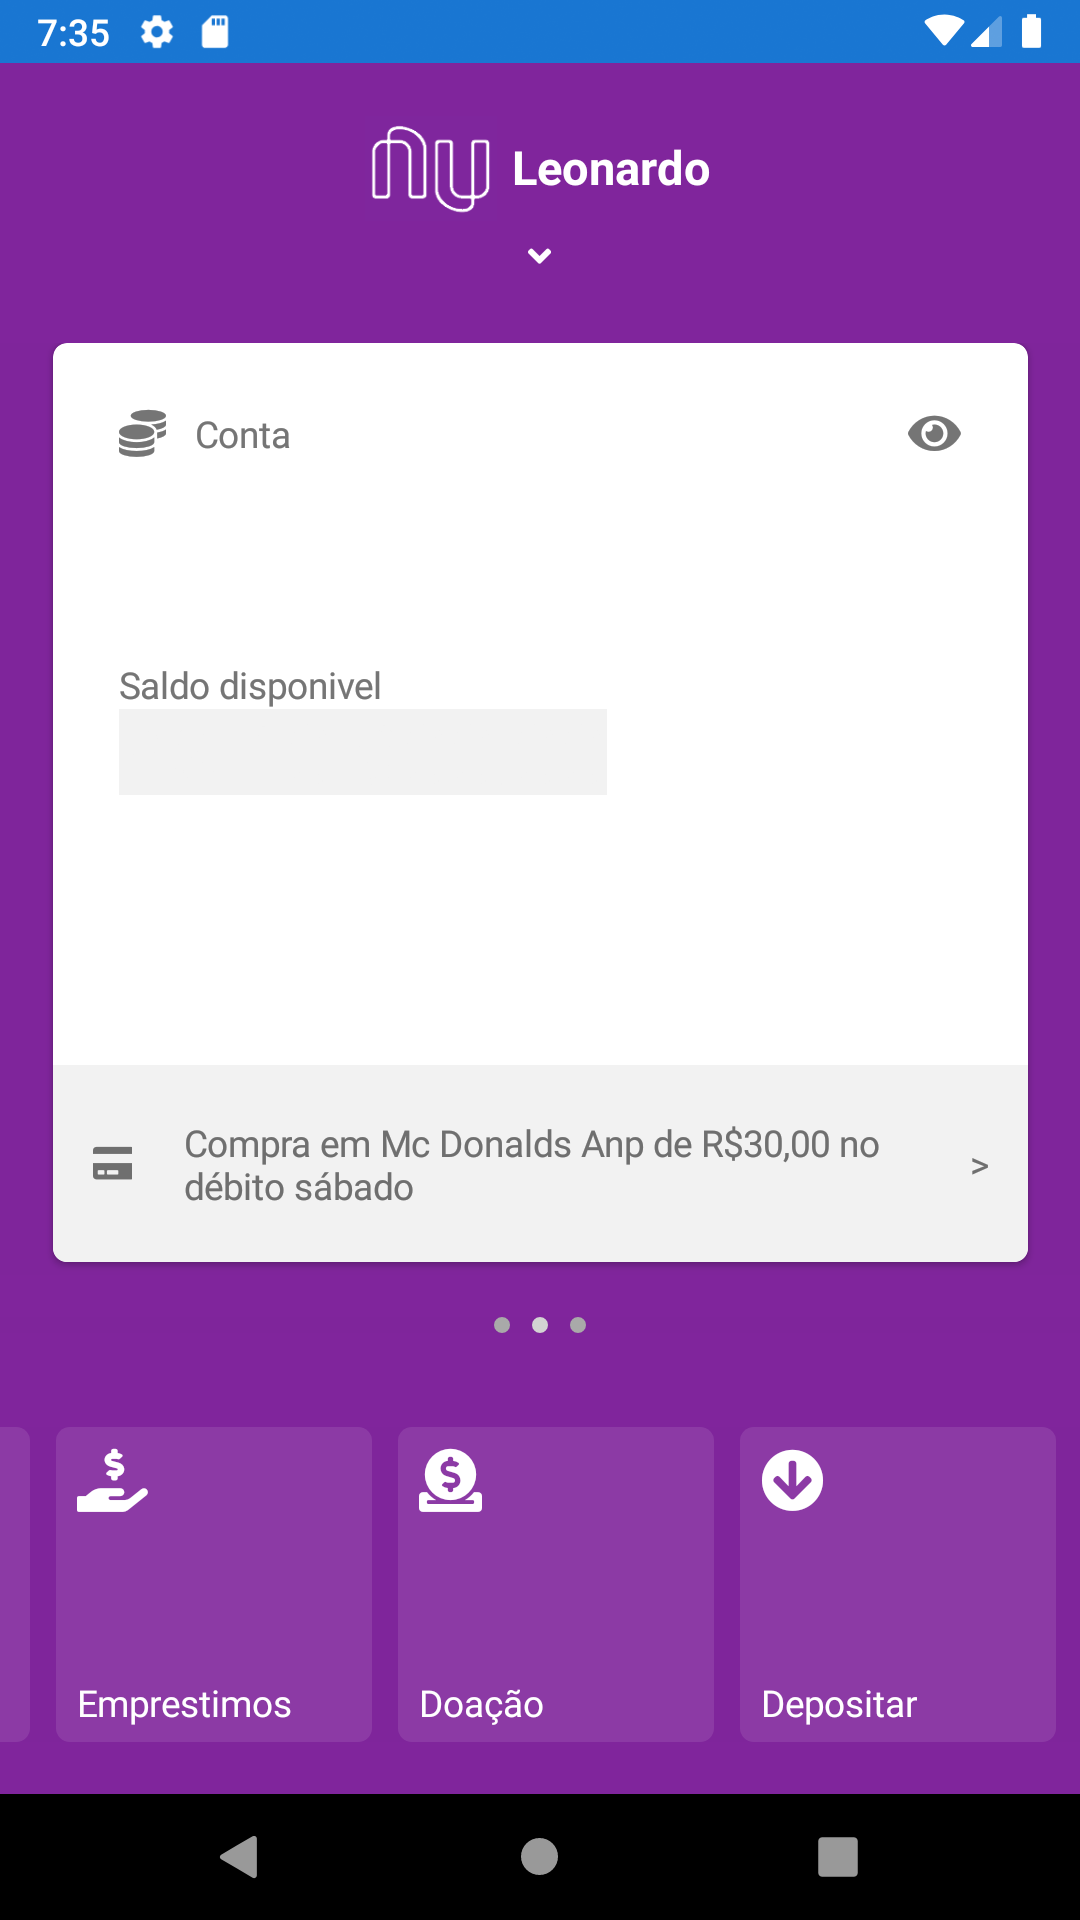 7:35
nu Leonardo
Conta
Saldo disponivel
Compra em Mc Donalds Anp de R$30,00 no
débito sábado
>
Emprestimos
Doação
Depositar